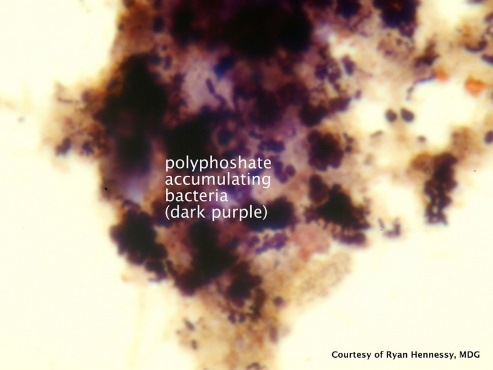 polyphoshate
accumulating
bacteria
(dark purple)
Courtesy of Ryan Hennessy, MDG